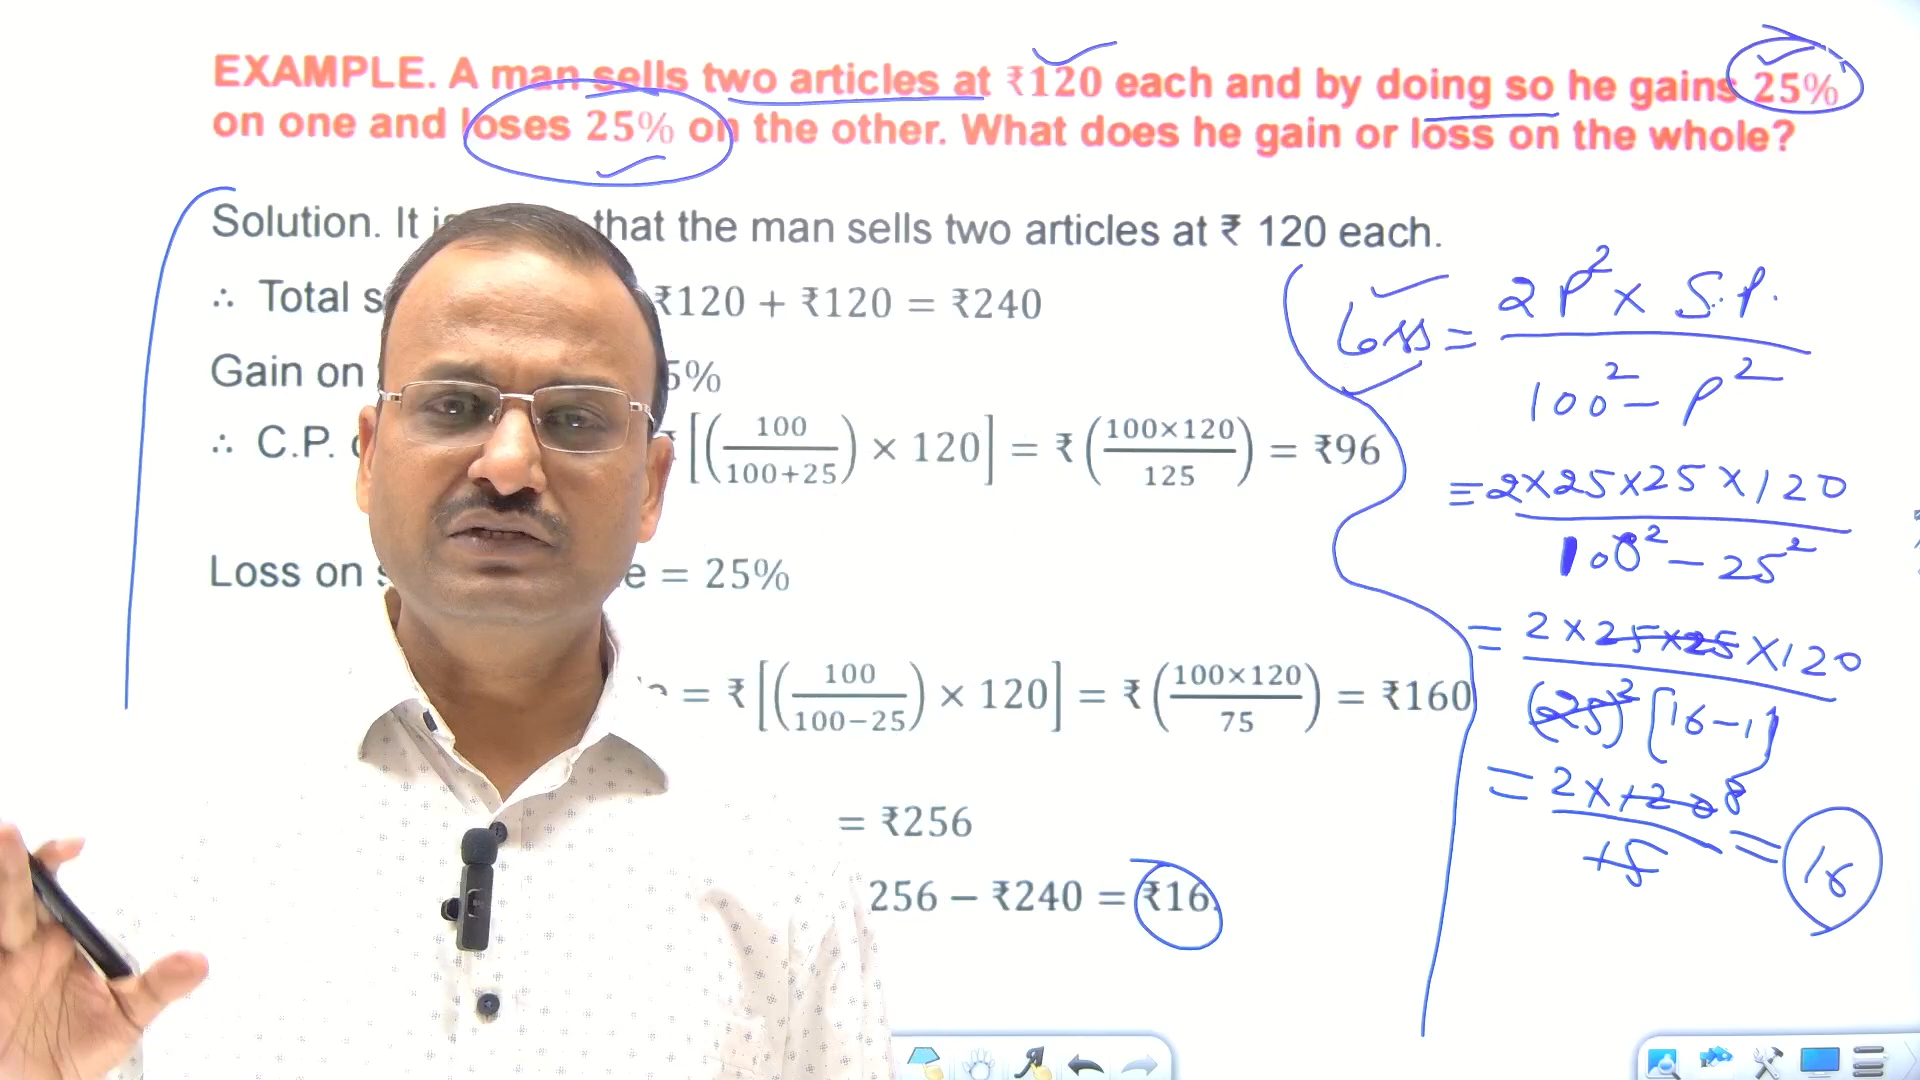 EXAMPLE. A man sells two articles at ₹120 each and by doing so he gains 25%
on one and loses 25% on the other. What does he gain or loss on the whole?
Solution. It that the man sells two articles at ₹ 120 each.
∴ Total s ₹120 + ₹120 = ₹240
Gain on 5%
∴ C.P. [(100/100+25) × 120] = ₹ (100×120/125) = ₹96
Loss on e = 25%
= ₹ [(100/100−25) × 120] = ₹ (100×120/75) = ₹160
= ₹256
256 − ₹240 = ₹16.
Loss = 2P² × S.P. / 100² − P²
= 2×25×25×120 / 100² − 25²
= 2×25×25×120 / (25)² [16−1]
= 2×120 8 / 15 = 16